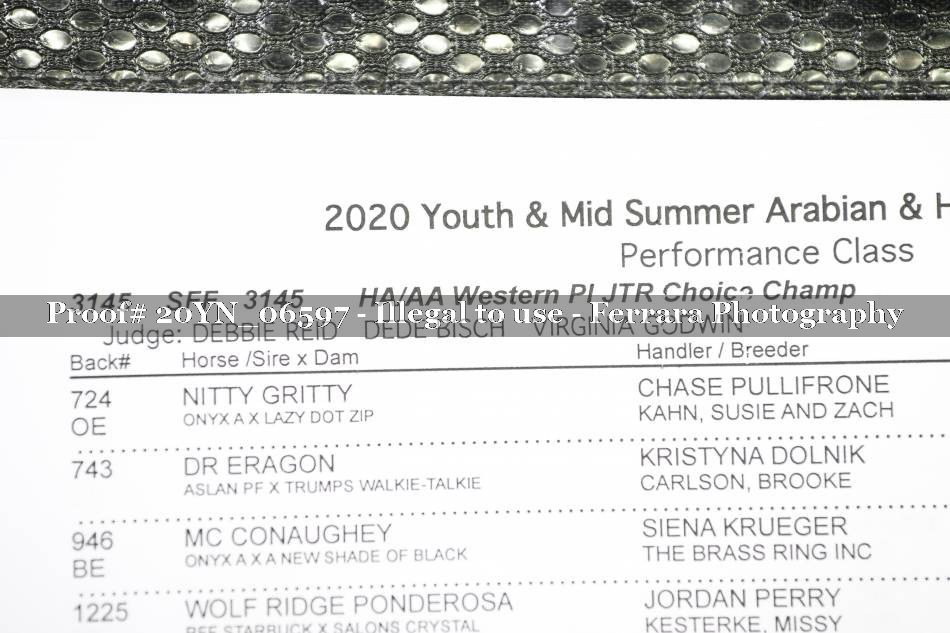 2020 Youth & Mid Summer Arabian & H
Performance Class
3145 SFF 3145 HA/AA Western Pl JTR Choice Champ
Proof# 20YN_06597 - Illegal to use - Ferrara Photography
Judge: DEBBIE REID DEDE BISCH VIRGINIA GODWIN
Back# Horse /Sire x Dam Handler / Breeder
724 NITTY GRITTY CHASE PULLIFRONE
OE ONYX A X LAZY DOT ZIP KAHN, SUSIE AND ZACH
743 DR ERAGON KRISTYNA DOLNIK
ASLAN PF X TRUMPS WALKIE-TALKIE CARLSON, BROOKE
946 MC CONAUGHEY SIENA KRUEGER
BE ONYX A X A NEW SHADE OF BLACK THE BRASS RING INC
1225 WOLF RIDGE PONDEROSA JORDAN PERRY
STARBUCK X SALONS CRYSTAL KESTERKE, MISSY